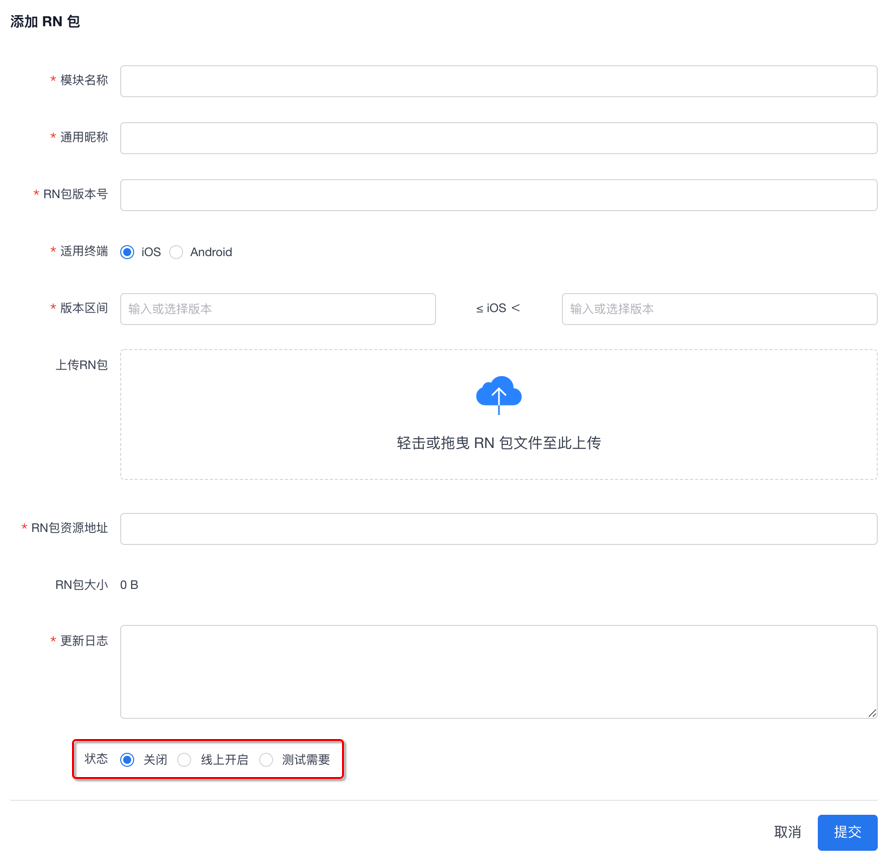 添加 RN 包
* 模块名称
* 通用昵称
* RN包版本号
* 适用终端 iOS Android
* 版本区间 输入或选择版本 ≤ iOS < 输入或选择版本
上传RN包
轻击或拖曳 RN 包文件至此上传
* RN包资源地址
RN包大小 0 B
* 更新日志
状态 关闭 线上开启 测试需要
取消 提交